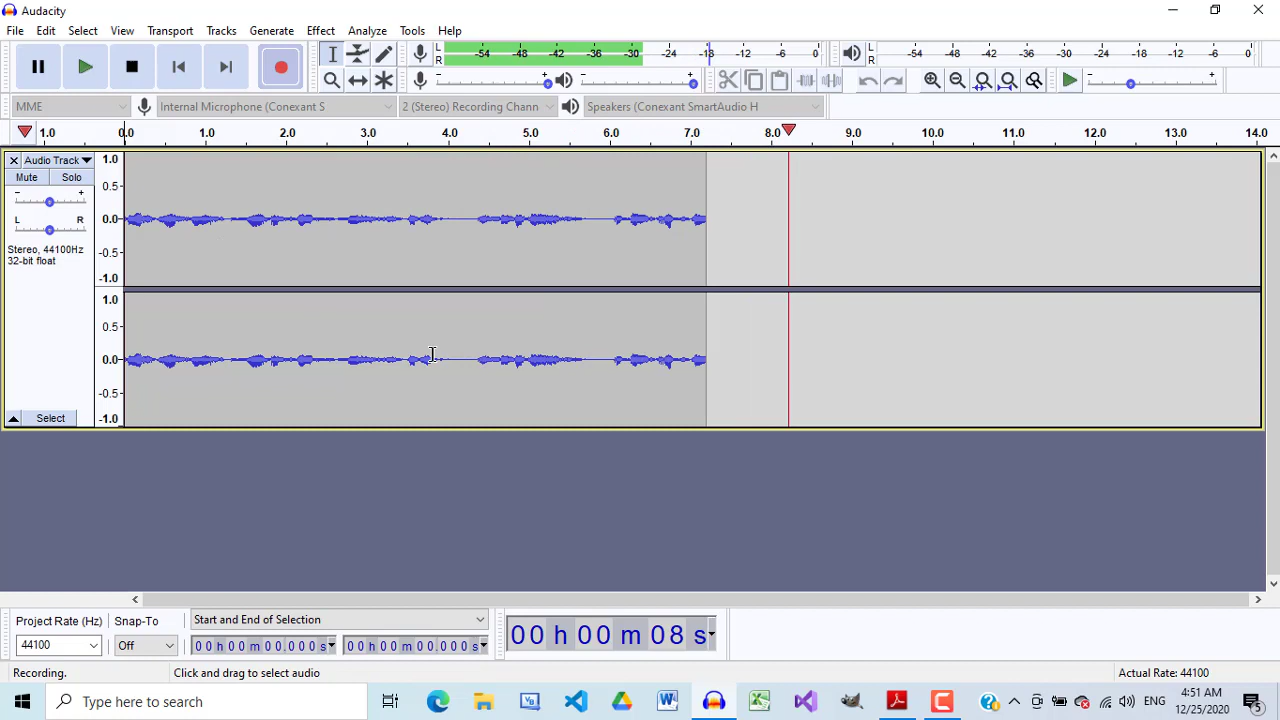 Audacity
File Edit Select View Transport Tracks Generate Effect Analyze Tools Help
L
R
-54 -48 -42 -36 -30 -24 -18 -12 -6 0
L
R
-54 -48 -42 -36 -30 -24 -18 -12 -6 0
- +
- +
- +
MME
Internal Microphone (Conexant S
2 (Stereo) Recording Chann
Speakers (Conexant SmartAudio H
1.0 0.0 1.0 2.0 3.0 4.0 5.0 6.0 7.0 8.0 9.0 10.0 11.0 12.0 13.0 14.0
Audio Track
Mute Solo
- +
L R
Stereo, 44100Hz
32-bit float
Select
1.0
0.5
0.0
-0.5
-1.0
1.0
0.5
0.0
-0.5
-1.0
Project Rate (Hz) Snap-To
Start and End of Selection
44100
Off
00 h 00 m 00.000 s
00 h 00 m 00.000 s
00 h 00 m 08 s
Recording.
Click and drag to select audio
Actual Rate: 44100
Type here to search
ENG
4:51 AM
12/25/2020
5